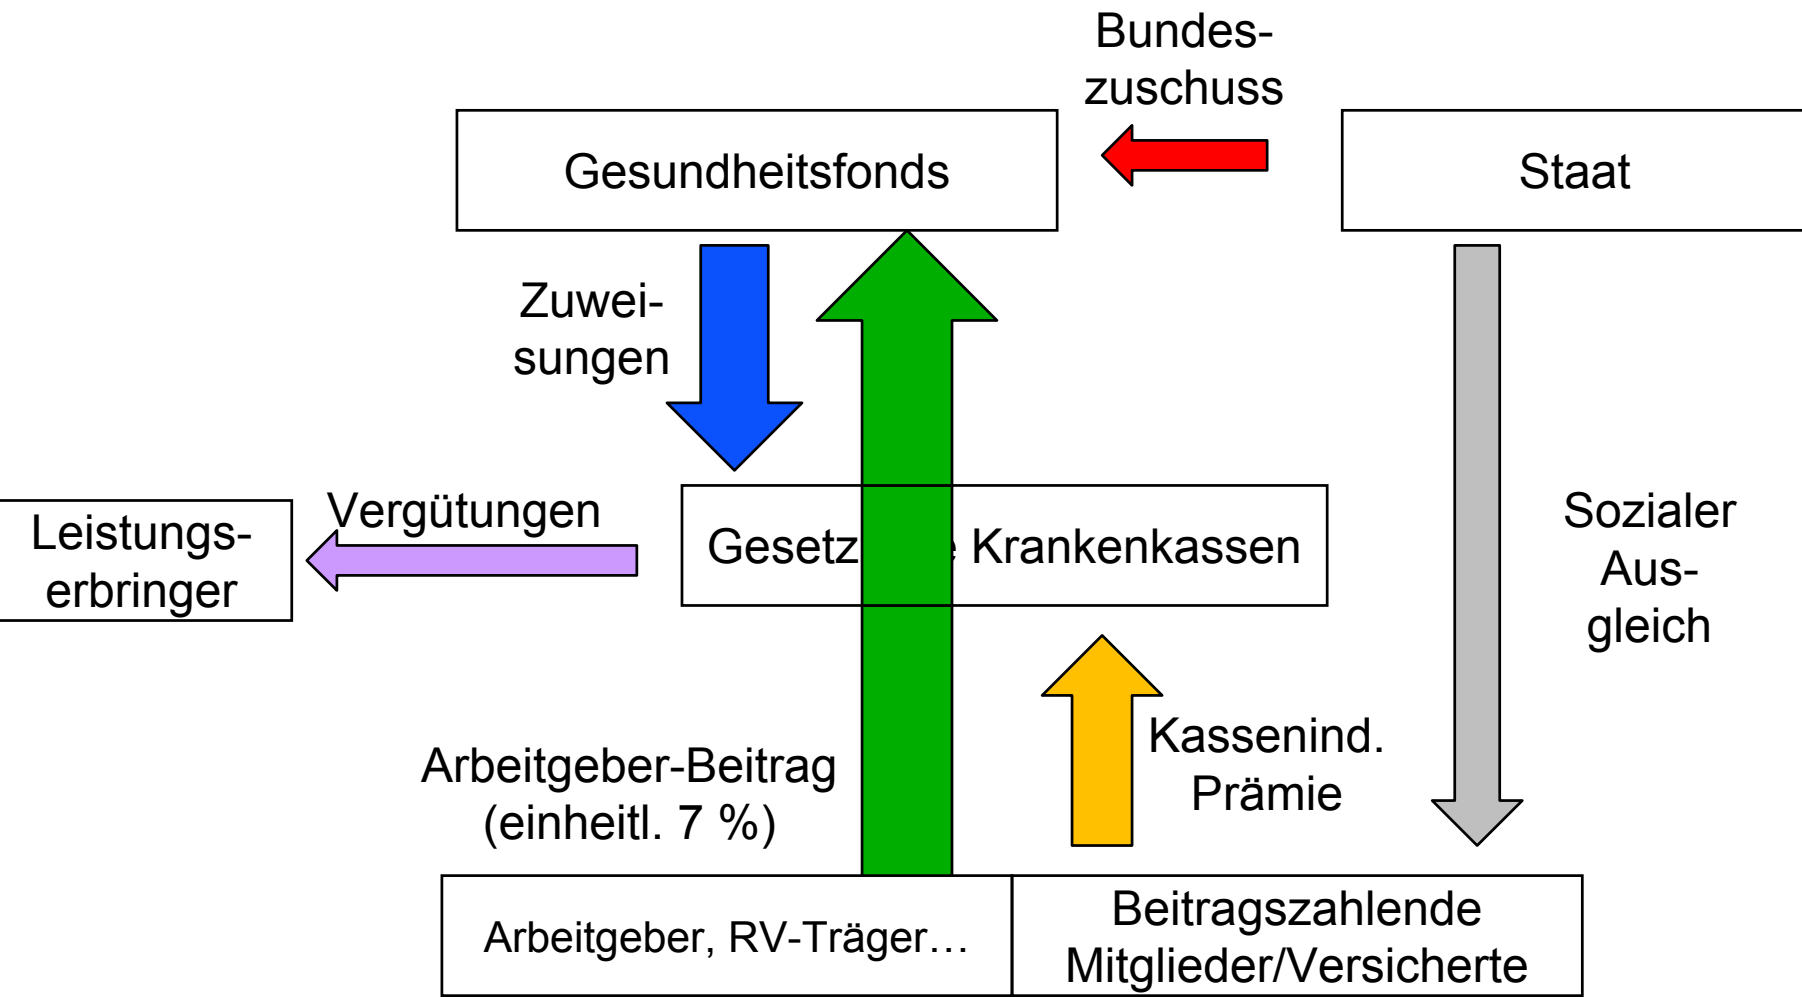 Bundes-
zuschuss
Gesundheitsfonds
Staat
Zuwei-
sungen
Vergütungen
Leistungs-
erbringer
Gesetz e Krankenkassen
Sozialer
Aus-
gleich
Kassenind.
Prämie
Arbeitgeber-Beitrag
(einheitl. 7 %)
Arbeitgeber, RV-Träger…
Beitragszahlende
Mitglieder/Versicherte